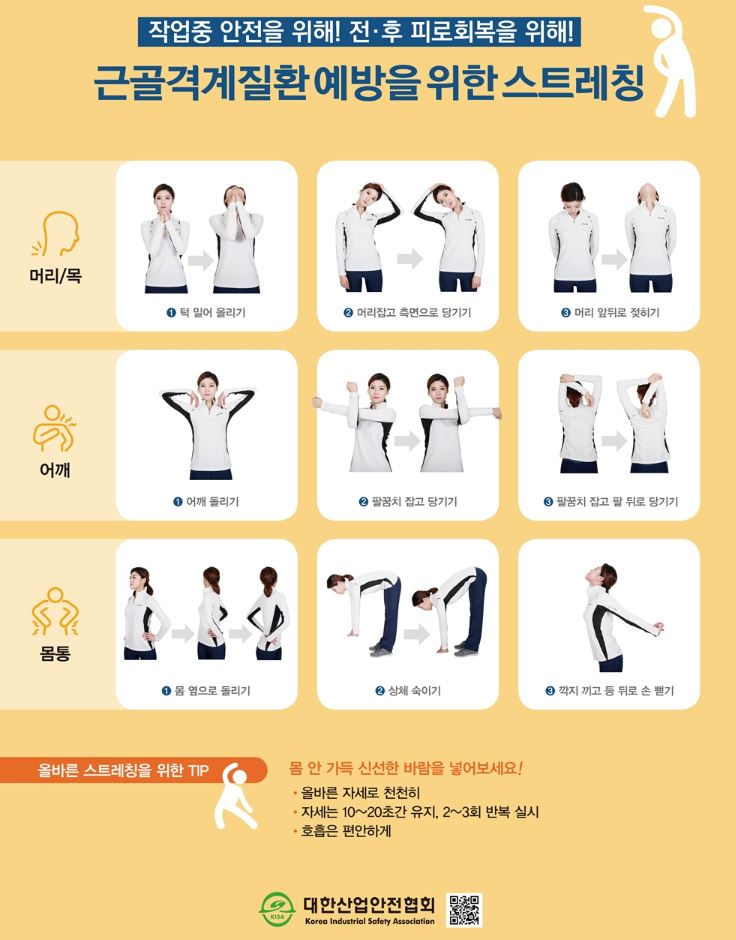 작업중 안전을 위해! 전·후 피로회복을 위해!
근골격계질환 예방을 위한 스트레칭
머리/목
❶ 턱 밀어 올리기
❷ 머리잡고 측면으로 당기기
❸ 머리 앞뒤로 젖히기
어깨
❶ 어깨 돌리기
❷ 팔꿈치 잡고 당기기
❸ 팔꿈치 잡고 팔 뒤로 당기기
몸통
❶ 몸 옆으로 돌리기
❷ 상체 숙이기
❸ 깍지 끼고 등 뒤로 손 뻗기
올바른 스트레칭을 위한 TIP
몸 안 가득 신선한 바람을 넣어보세요!
• 올바른 자세로 천천히
• 자세는 10~20초간 유지, 2~3회 반복 실시
• 호흡은 편안하게
KISA
대한산업안전협회
Korea Industrial Safety Association